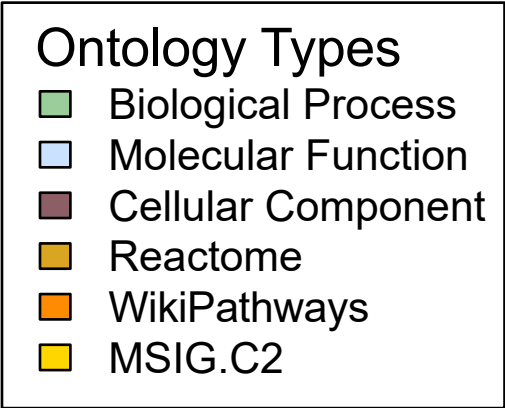 Ontology Types
Biological Process
Molecular Function
Cellular Component
Reactome
WikiPathways
MSIG.C2